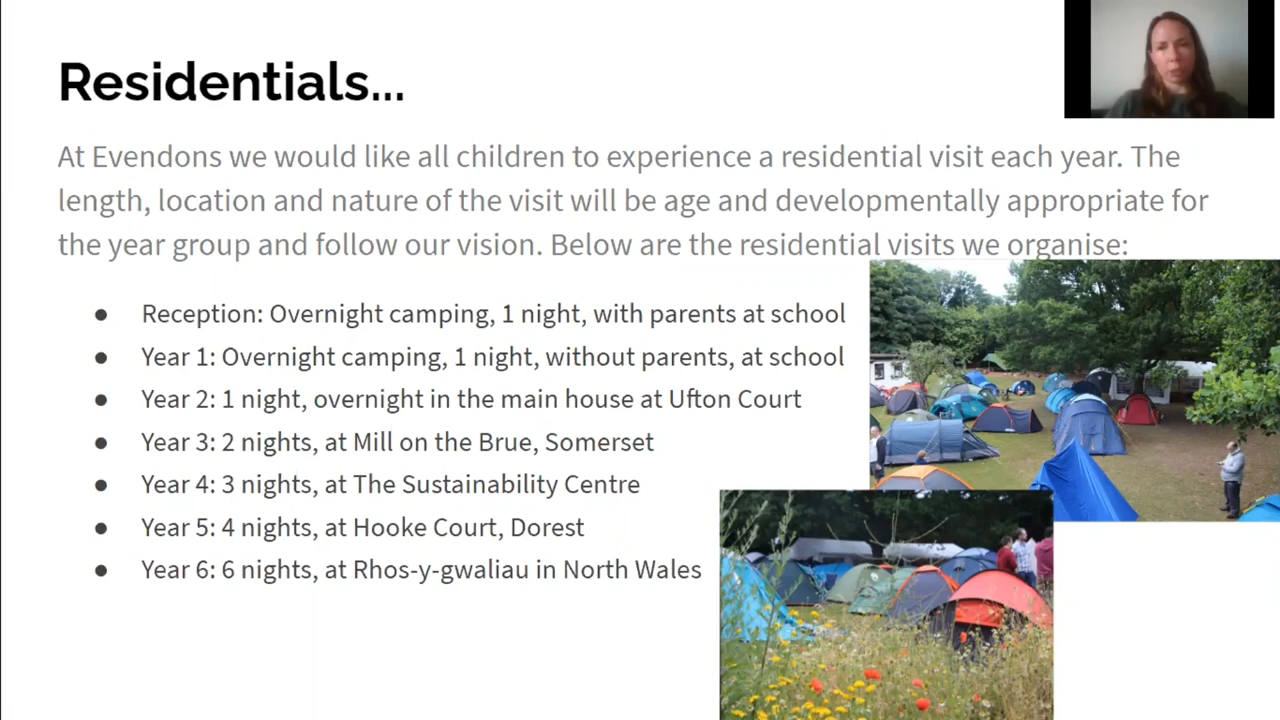 Residentials...
At Evendons we would like all children to experience a residential visit each year. The
length, location and nature of the visit will be age and developmentally appropriate for
the year group and follow our vision. Below are the residential visits we organise:
● Reception: Overnight camping, 1 night, with parents at school
● Year 1: Overnight camping, 1 night, without parents, at school
● Year 2: 1 night, overnight in the main house at Ufton Court
● Year 3: 2 nights, at Mill on the Brue, Somerset
● Year 4: 3 nights, at The Sustainability Centre
● Year 5: 4 nights, at Hooke Court, Dorest
● Year 6: 6 nights, at Rhos-y-gwaliau in North Wales